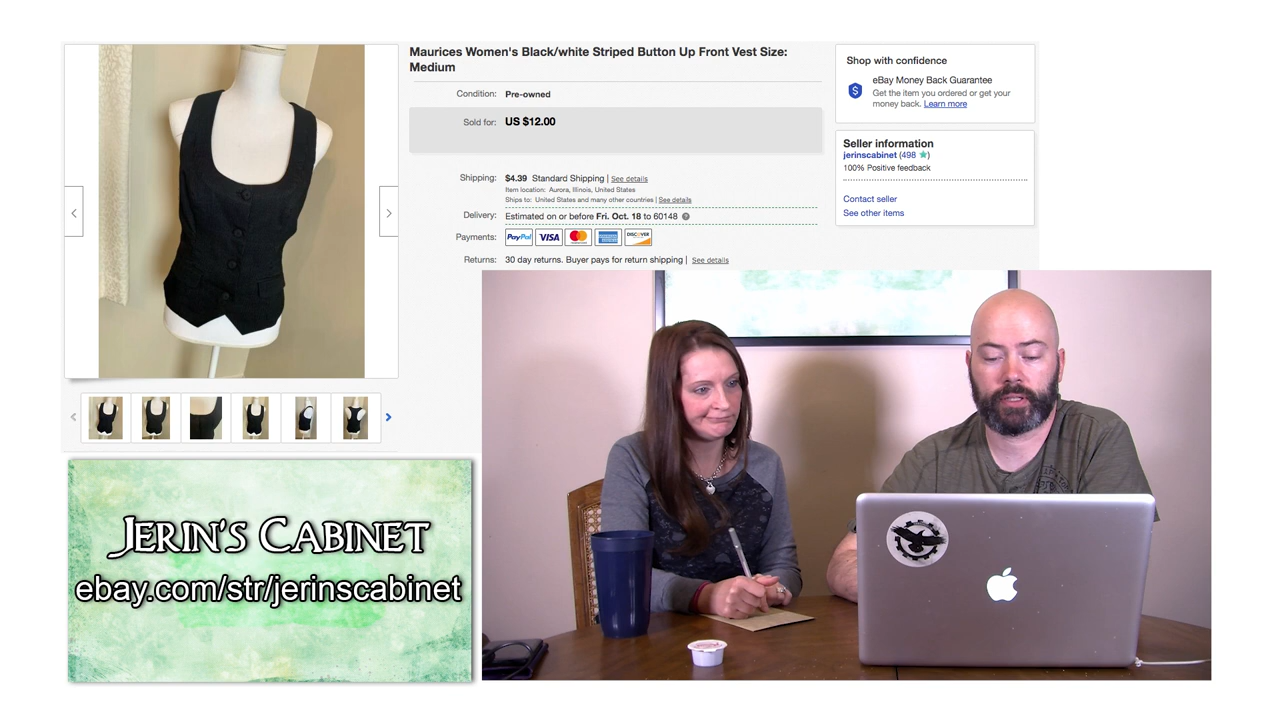 Maurices Women's Black/white Striped Button Up Front Vest Size:
Medium
Condition: Pre-owned
Sold for: US $12.00
Shipping: $4.39 Standard Shipping | See details
Item location: Aurora, Illinois, United States
Ships to: United States and many other countries | See details
Delivery: Estimated on or before Fri. Oct. 18 to 60148 ?
Payments: PayPal VISA MasterCard DISCOVER
Returns: 30 day returns. Buyer pays for return shipping | See details
Shop with confidence
$ eBay Money Back Guarantee
Get the item you ordered or get your
money back. Learn more
Seller information
jerinscabinet (498 ★)
100% Positive feedback
Contact seller
See other items
JERIN'S CABINET
ebay.com/str/jerinscabinet